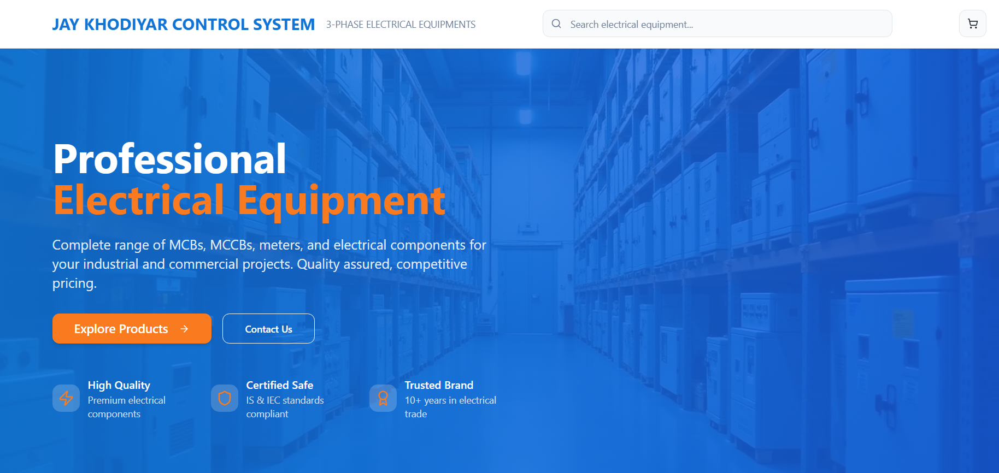 JAY KHODIYAR CONTROL SYSTEM
3-PHASE ELECTRICAL EQUIPMENTS
Search electrical equipment...
Professional
Electrical Equipment
Complete range of MCBs, MCCBs, meters, and electrical components for
your industrial and commercial projects. Quality assured, competitive
pricing.
Explore Products
Contact Us
High Quality
Premium electrical
components
Certified Safe
IS & IEC standards
compliant
Trusted Brand
10+ years in electrical
trade